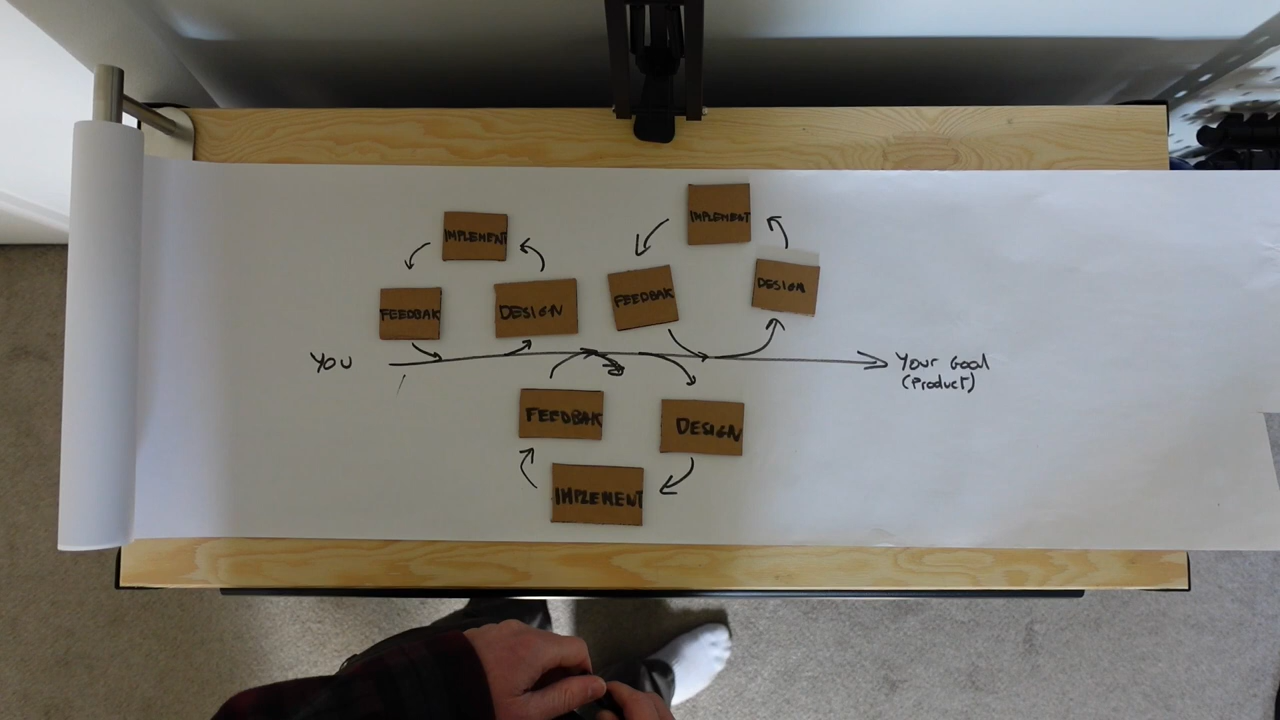 IMPLEMENT
IMPLEMENT
FEEDBAK
DESIGN
FEEDBAK
DESIGN
YOU
Your Goal
(Product)
FEEDBAK
DESIGN
IMPLEMENT